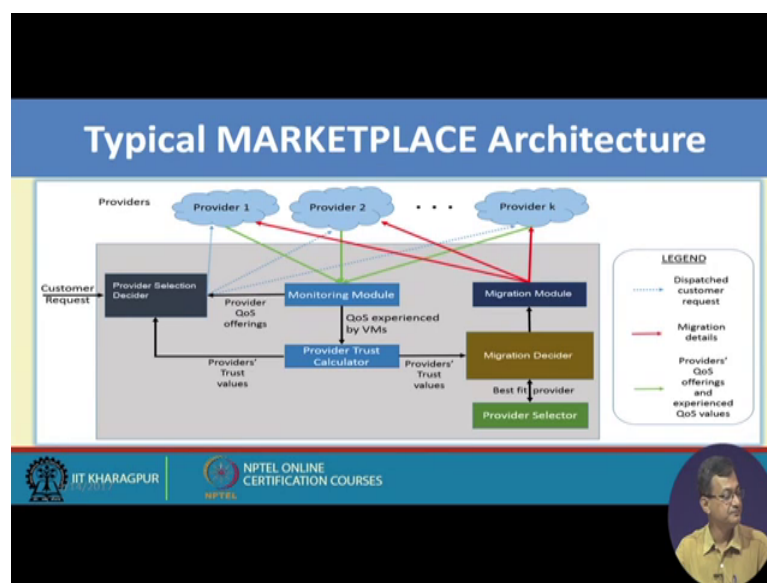 Typical MARKETPLACE Architecture
Providers
Provider 1
Provider 2
. . .
Provider k
Customer
Request
Provider Selection
Decider
Provider
QoS
offerings
Monitoring Module
Migration Module
QoS experienced
by VMs
Provider Trust
Calculator
Providers'
Trust values
Providers'
Trust
values
Migration Decider
Best fit provider
Provider Selector
LEGEND
Dispatched
customer
request
Migration
details
Providers'
QoS
offerings
and
experienced
QoS values
IIT KHARAGPUR
NPTEL
NPTEL ONLINE
CERTIFICATION COURSES